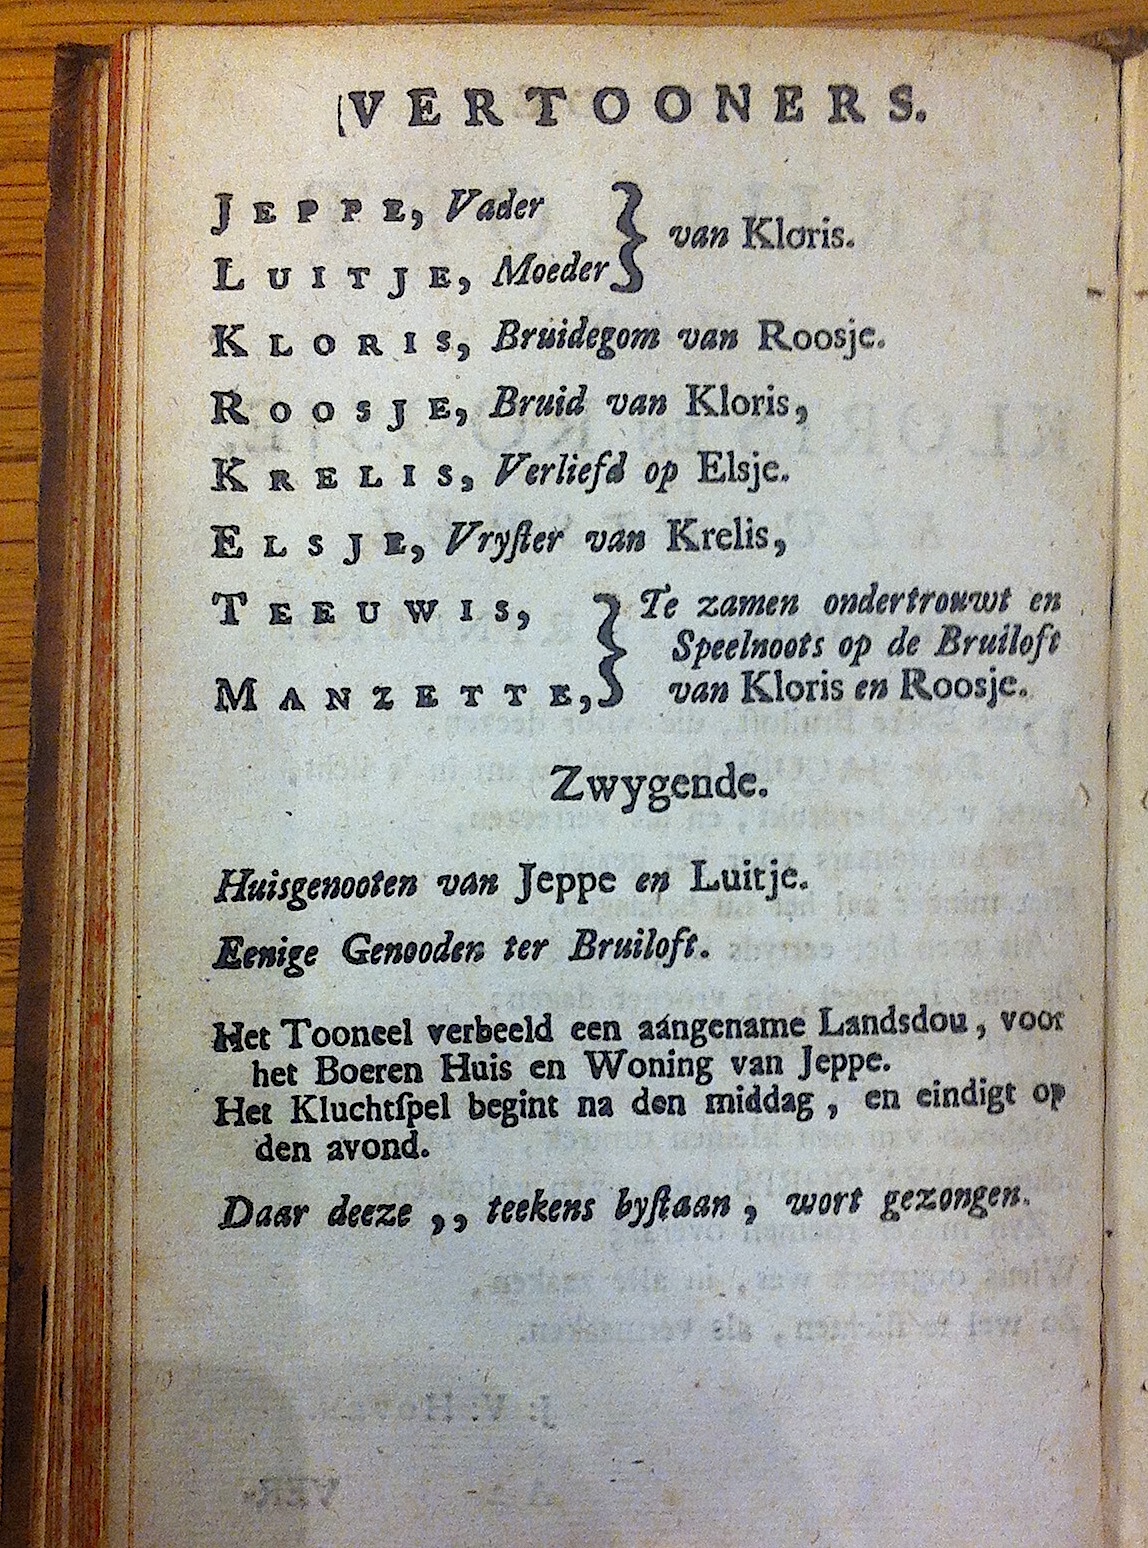 VERTOONERS.
JEPPE, Vader
LUITJE, Moeder
} van Kloris.
KLORIS, Bruidegom van Roosje.
ROOSJE, Bruid van Kloris,
KRELIS, Verliefd op Elsje.
ELSJE, Vryſter van Krelis,
TEEUWIS,
MANZETTE,
} Te zamen ondertrouwt en
Speelnoots op de Bruiloft
van Kloris en Roosje.
Zwygende.
Huisgenooten van Jeppe en Luitje.
Eenige Genooden ter Bruiloft.
Het Tooneel verbeeld een aángename Landsdou, voor
het Boeren Huis en Woning van Jeppe.
Het Kluchtſpel begint na den middag, en eindigt op
den avond.
Daar deeze ,, teekens byſtaan, wort gezongen.